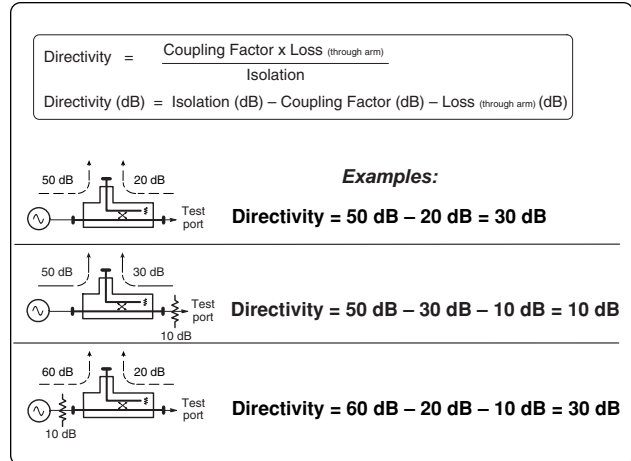 Directivity = Coupling Factor x Loss (through arm)
Isolation
Directivity (dB) = Isolation (dB) – Coupling Factor (dB) – Loss (through arm) (dB)
Examples:
50 dB 20 dB
Test
port
Directivity = 50 dB – 20 dB = 30 dB
50 dB 30 dB
Test
port
10 dB
Directivity = 50 dB – 30 dB – 10 dB = 10 dB
60 dB 20 dB
Test
port
10 dB
Directivity = 60 dB – 20 dB – 10 dB = 30 dB